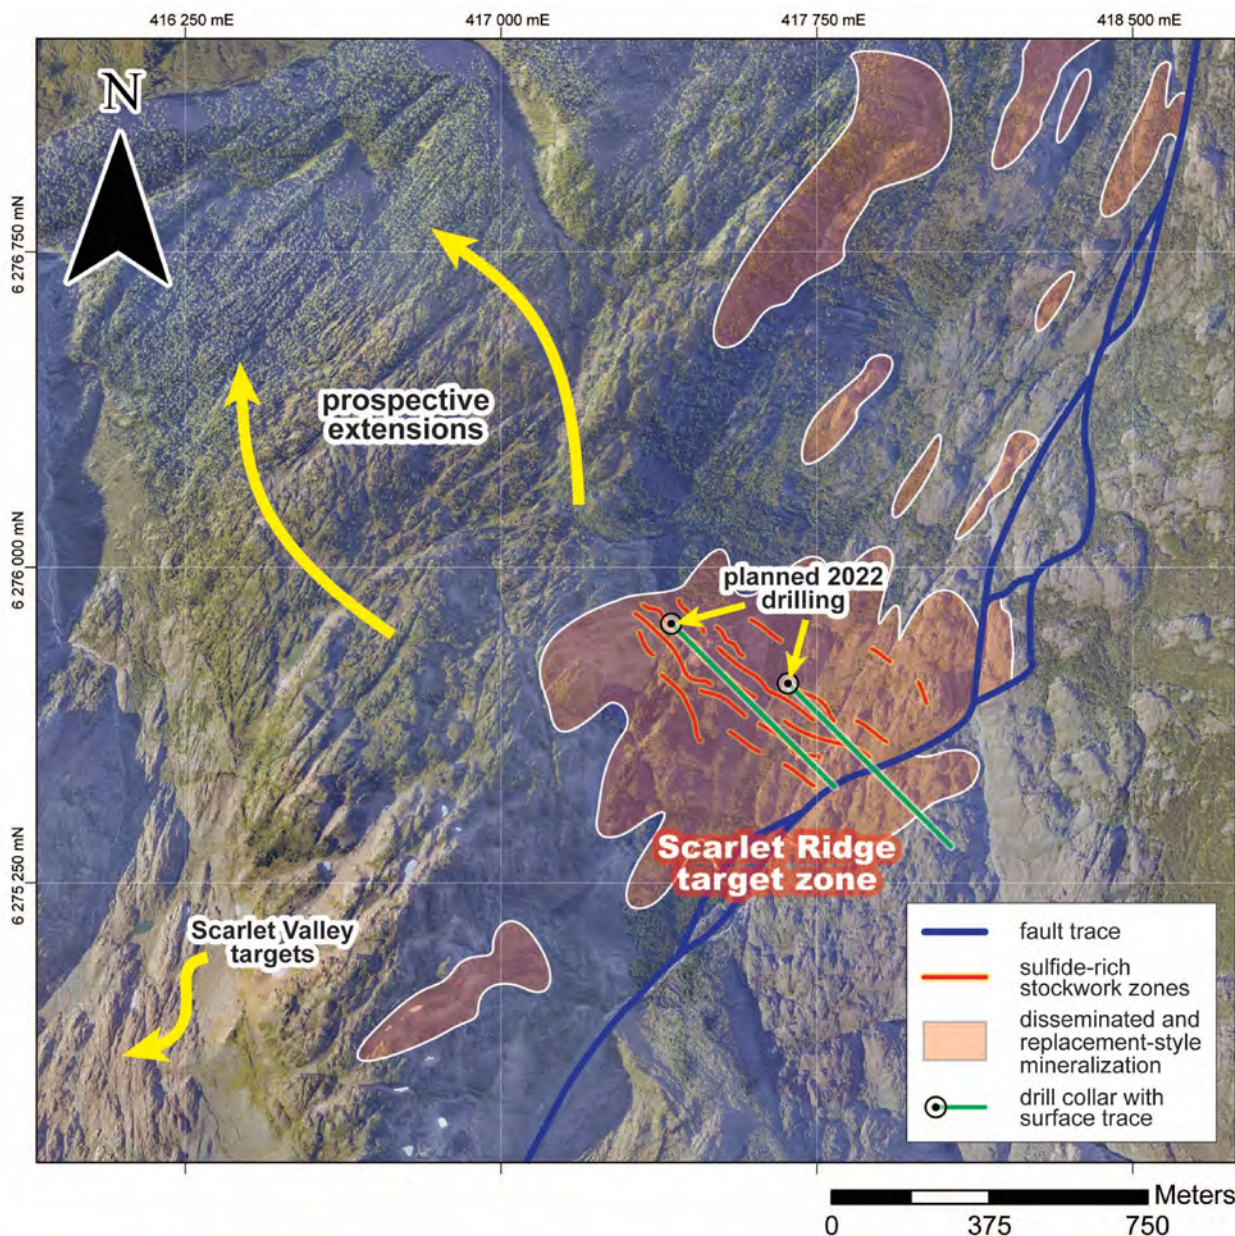 416 250 mE
417 000 mE
417 750 mE
418 500 mE
N
6 276 750 mN
6 276 000 mN
6 275 250 mN
prospective
extensions
planned 2022
drilling
Scarlet Ridge
target zone
Scarlet Valley
targets
fault trace
sulfide-rich
stockwork zones
disseminated and
replacement-style
mineralization
drill collar with
surface trace
Meters
0
375
750